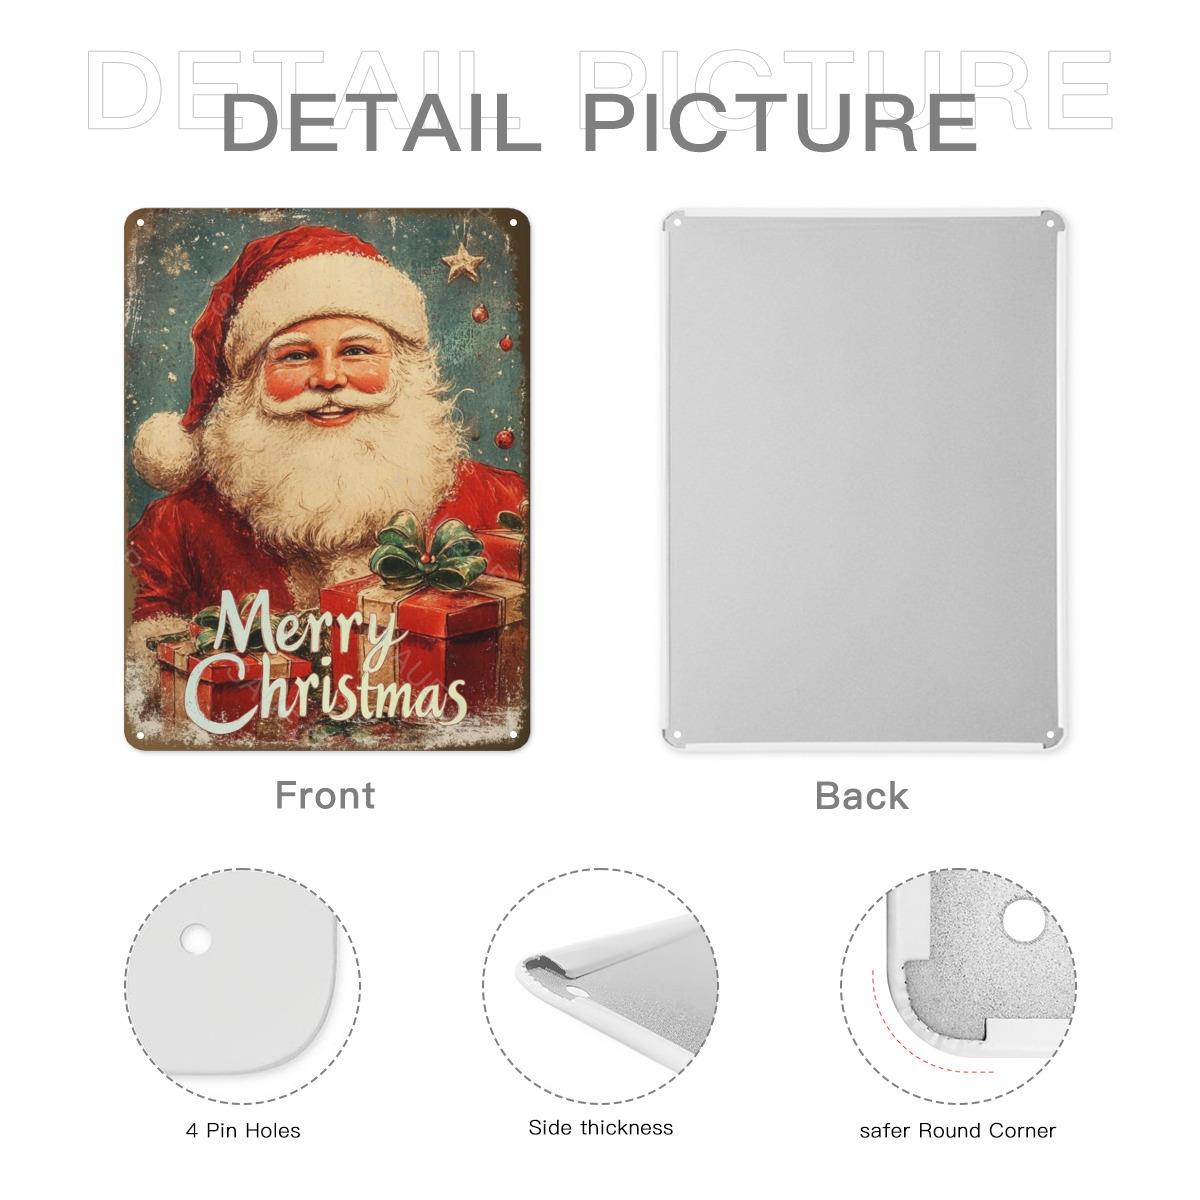 DETAIL PICTURE
DETAIL PICTURE
Merry
Christmas
Front
Back
4 Pin Holes
Side thickness
safer Round Corner